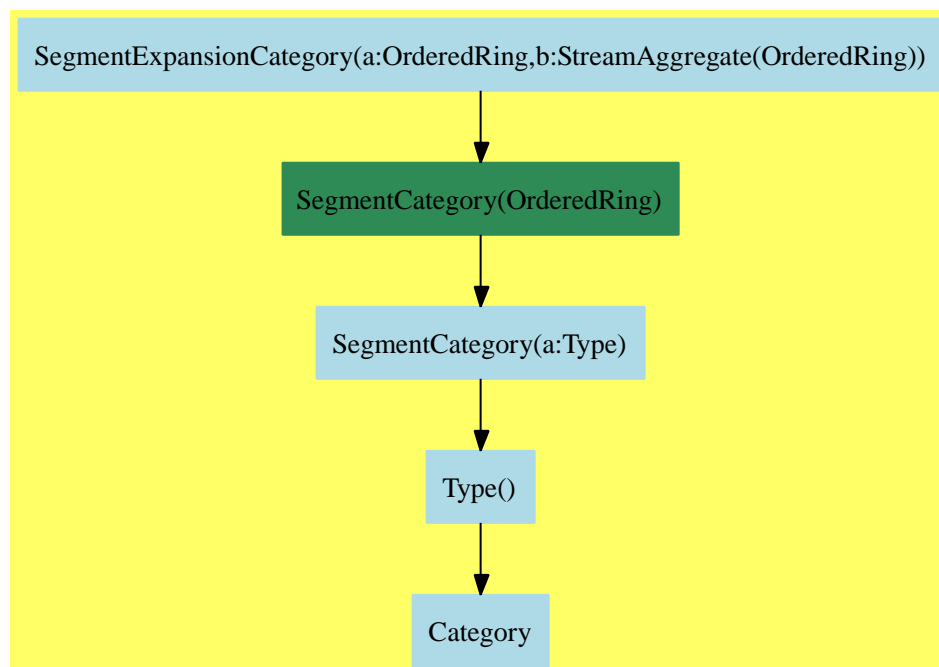 SegmentExpansionCategory(a:OrderedRing,b:StreamAggregate(OrderedRing))
SegmentCategory(OrderedRing)
SegmentCategory(a:Type)
Type()
Category